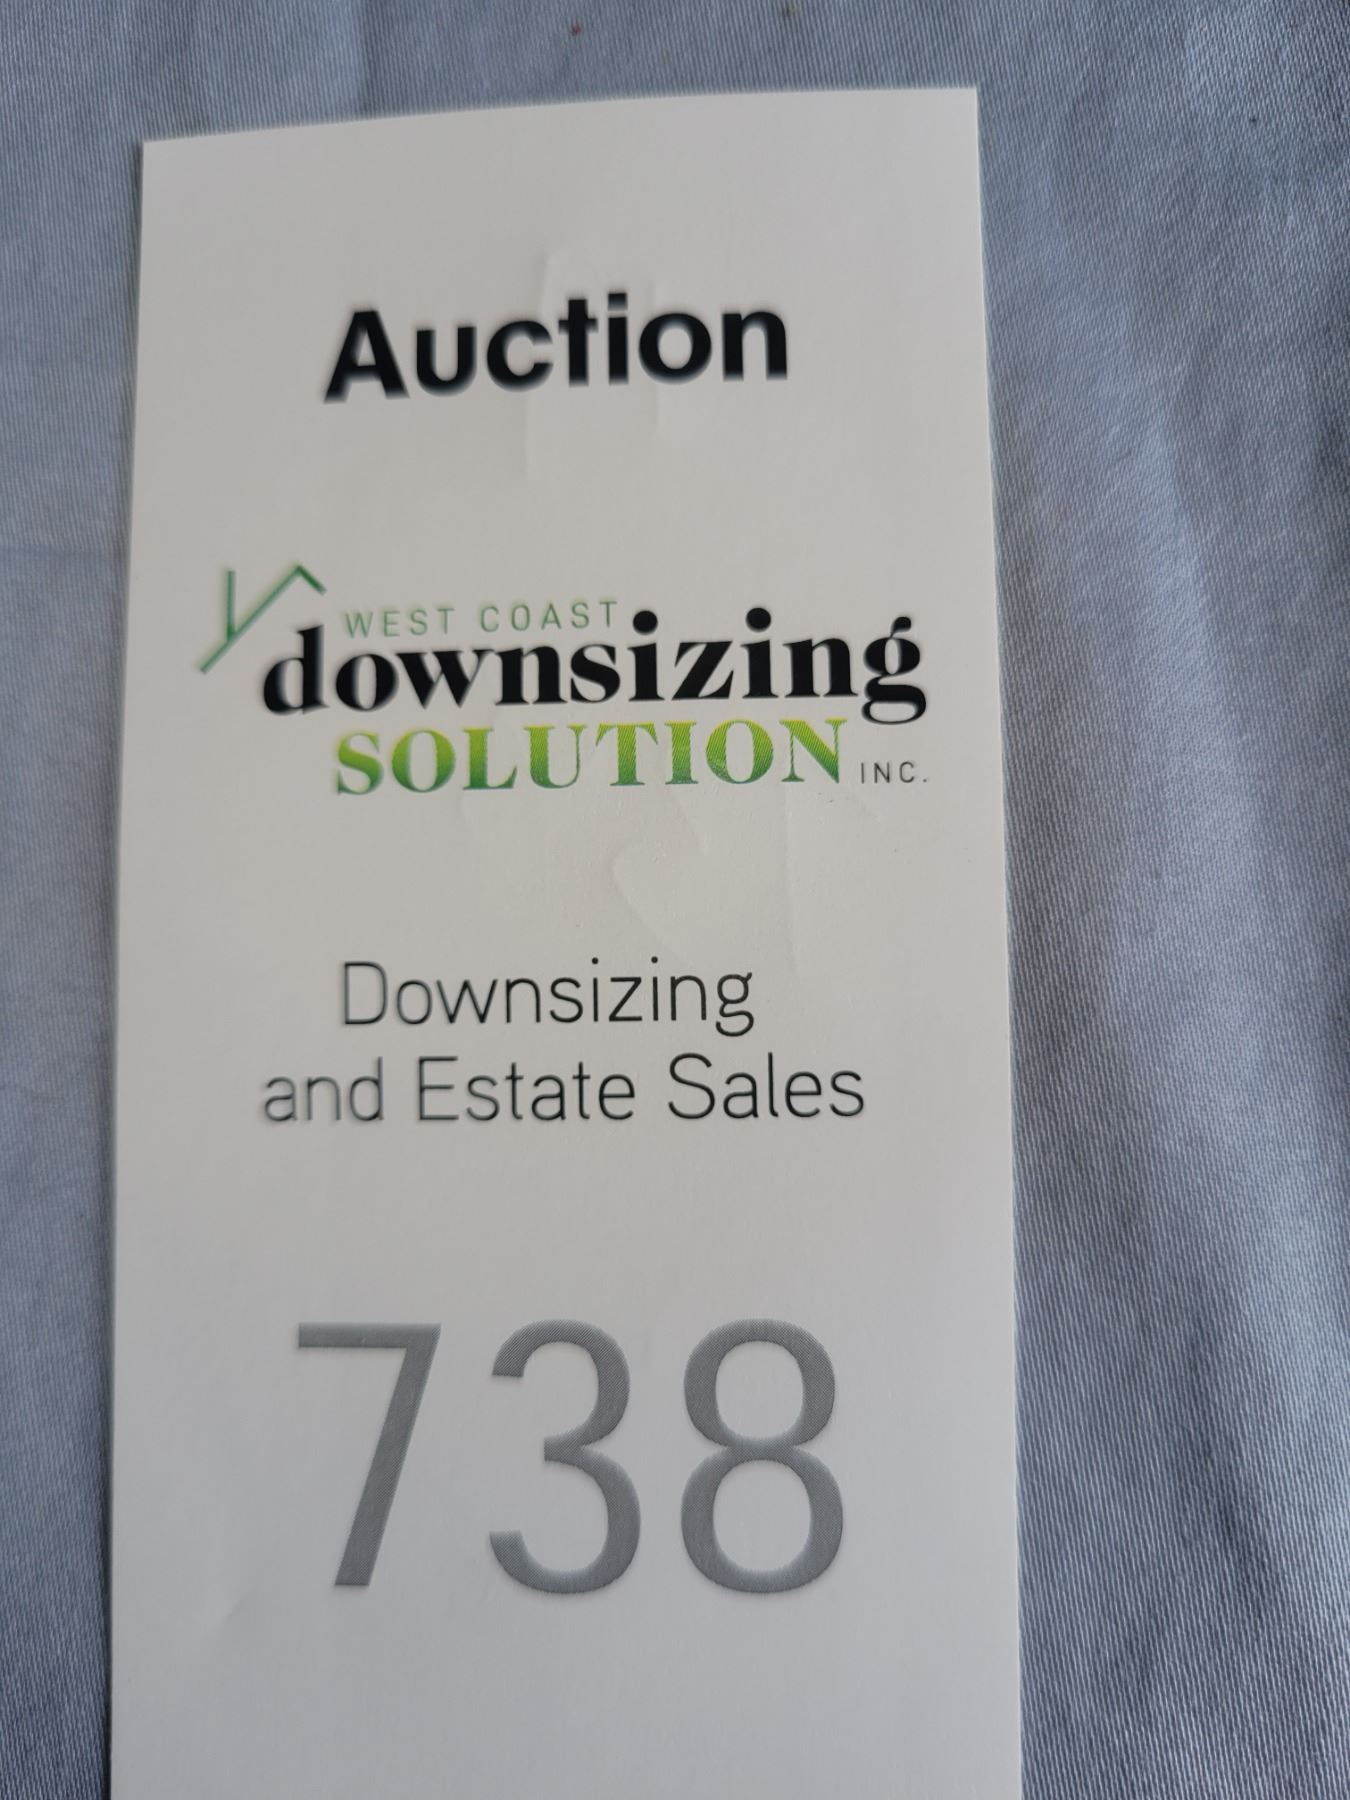 Auction
WEST COAST
downsizing
SOLUTION INC.
Downsizing
and Estate Sales
738